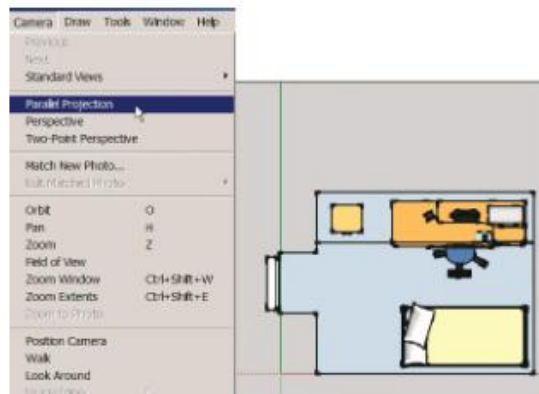 Camera Draw Tools Window Help
Previous
Next
Standard Views
Parallel Projection
Perspective
Two-Point Perspective
Match New Photo...
Edit Matched Photo
Orbit O
Pan H
Zoom Z
Field of View
Zoom Window Ctrl+Shift+W
Zoom Extents Ctrl+Shift+E
Zoom to Photo
Position Camera
Walk
Look Around